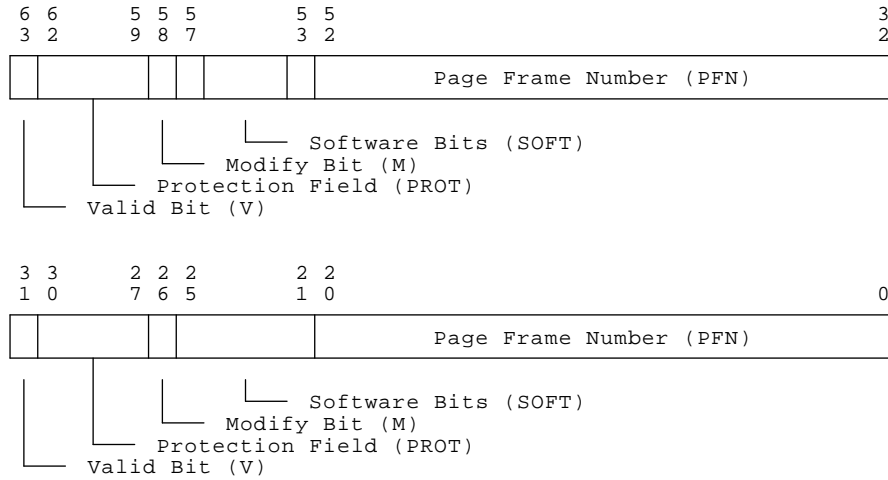 6 6 5 5 5 5 5 3
3 2 9 8 7 3 2 2
Page Frame Number (PFN)
Software Bits (SOFT)
Modify Bit (M)
Protection Field (PROT)
Valid Bit (V)
3 3 2 2 2 2 2
1 0 7 6 5 1 0 0
Page Frame Number (PFN)
Software Bits (SOFT)
Modify Bit (M)
Protection Field (PROT)
Valid Bit (V)